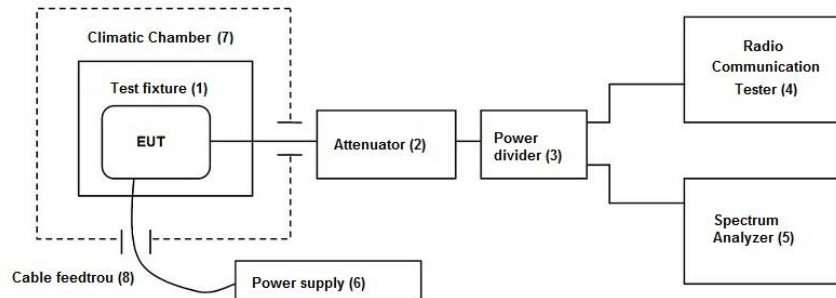 Climatic Chamber (7)
Test fixture (1)
EUT
Attenuator (2)
Power
divider (3)
Radio
Communication
Tester (4)
Spectrum
Analyzer (5)
Cable feedtrou (8)
Power supply (6)